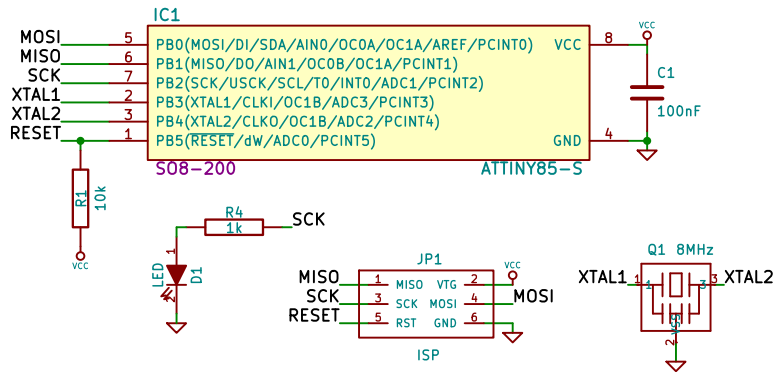 IC1
VCC
MOSI 5 PB0(MOSI/DI/SDA/AIN0/OC0A/OC1A/AREF/PCINT0) VCC 8
MISO 6 PB1(MISO/DO/AIN1/OC0B/OC1A/PCINT1)
SCK 7 PB2(SCK/USCK/SCL/T0/INT0/ADC1/PCINT2)
C1
XTAL1 2 PB3(XTAL1/CLKI/OC1B/ADC3/PCINT3)
100nF
XTAL2 3 PB4(XTAL2/CLKO/OC1B/ADC2/PCINT4)
RESET 1 PB5(RESET/dW/ADC0/PCINT5) GND 4
SO8-200 ATTINY85-S
R1
10k
VCC
R4
1k
SCK
1
LED
D1
2
JP1
VCC
MISO 1 MISO VTG 2
SCK 3 SCK MOSI 4 MOSI
RESET 5 RST GND 6
ISP
Q1 8MHz
XTAL1 1 1 3 3 XTAL2
2